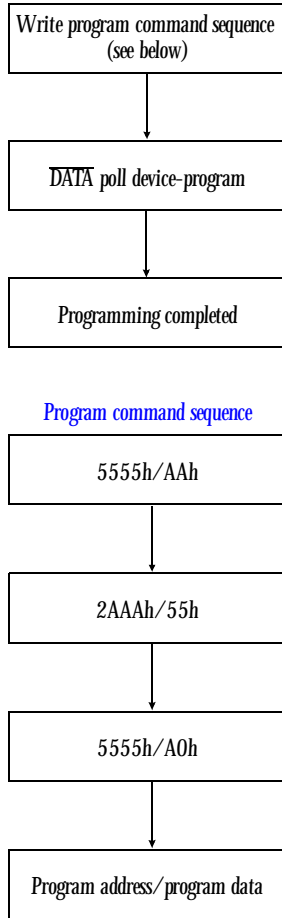 Write program command sequence
(see below)
D̅A̅T̅A̅ poll device-program
Programming completed
Program command sequence
5555h/AAh
2AAAh/55h
5555h/A0h
Program address/program data